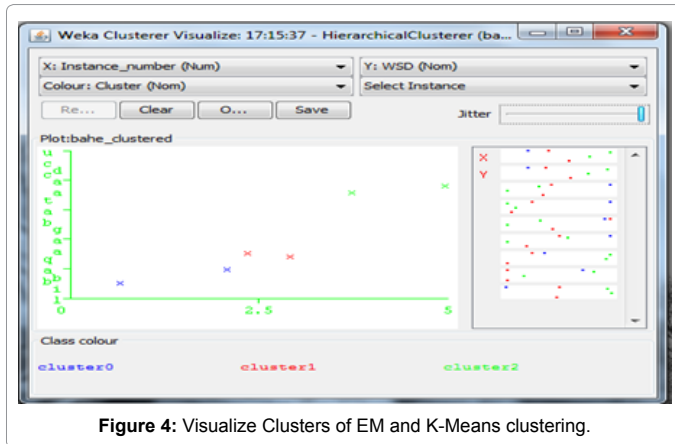 Weka Clusterer Visualize: 17:15:37 - HierarchicalClusterer (ba...
X: Instance_number (Num)
Y: WSD (Nom)
Colour: Cluster (Nom)
Select Instance
Re...
Clear
O...
Save
Jitter
Plot:bahe_clustered
X
Y
0
2.5
5
Class colour
cluster0
cluster1
cluster2
Figure 4: Visualize Clusters of EM and K-Means clustering.